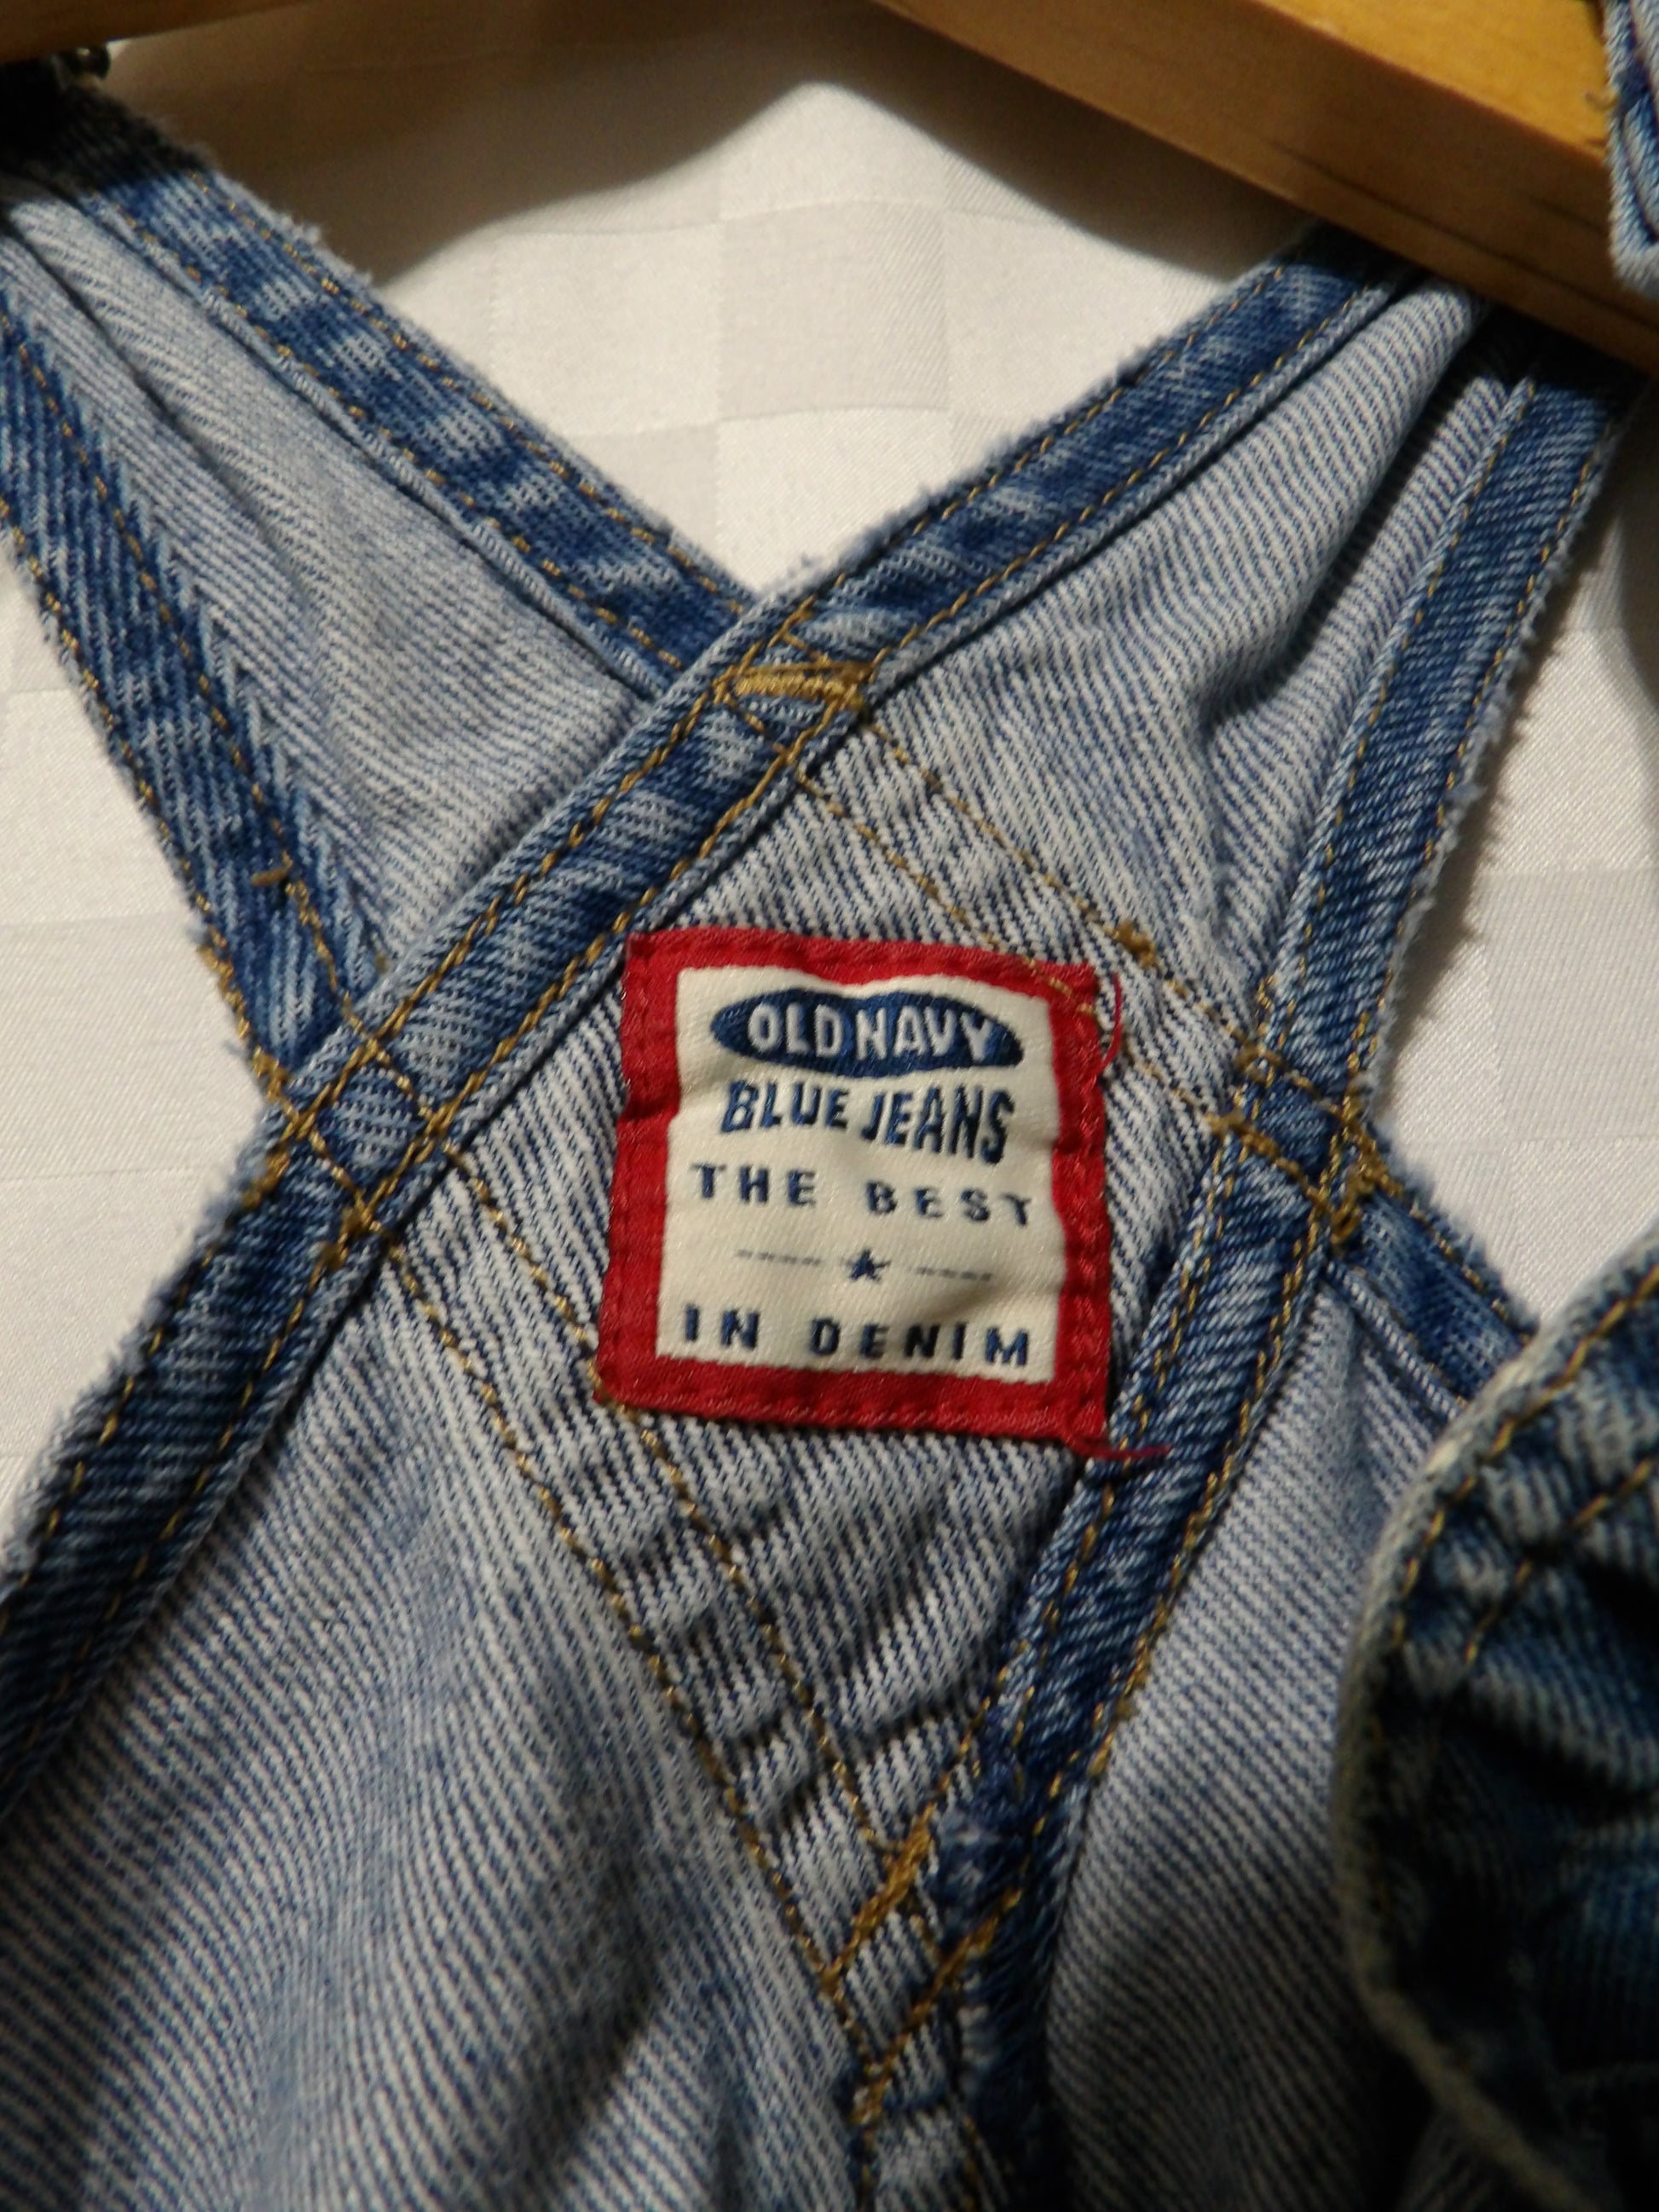 OLD NAVY
BLUE JEANS
THE BEST
IN DENIM